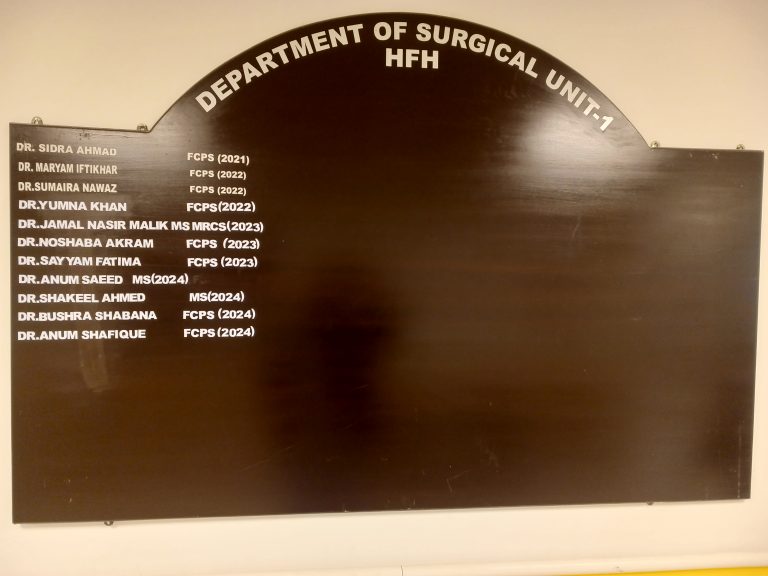 DEPARTMENT OF SURGICAL UNIT-1
HFH
DR. SIDRA AHMAD FCPS (2021)
DR. MARYAM IFTIKHAR FCPS (2022)
DR.SUMAIRA NAWAZ FCPS (2022)
DR.YUMNA KHAN FCPS(2022)
DR.JAMAL NASIR MALIK MS MRCS(2023)
DR.NOSHABA AKRAM FCPS (2023)
DR.SAYYAM FATIMA FCPS (2023)
DR.ANUM SAEED MS(2024)
DR.SHAKEEL AHMED MS(2024)
DR.BUSHRA SHABANA FCPS (2024)
DR.ANUM SHAFIQUE FCPS (2024)